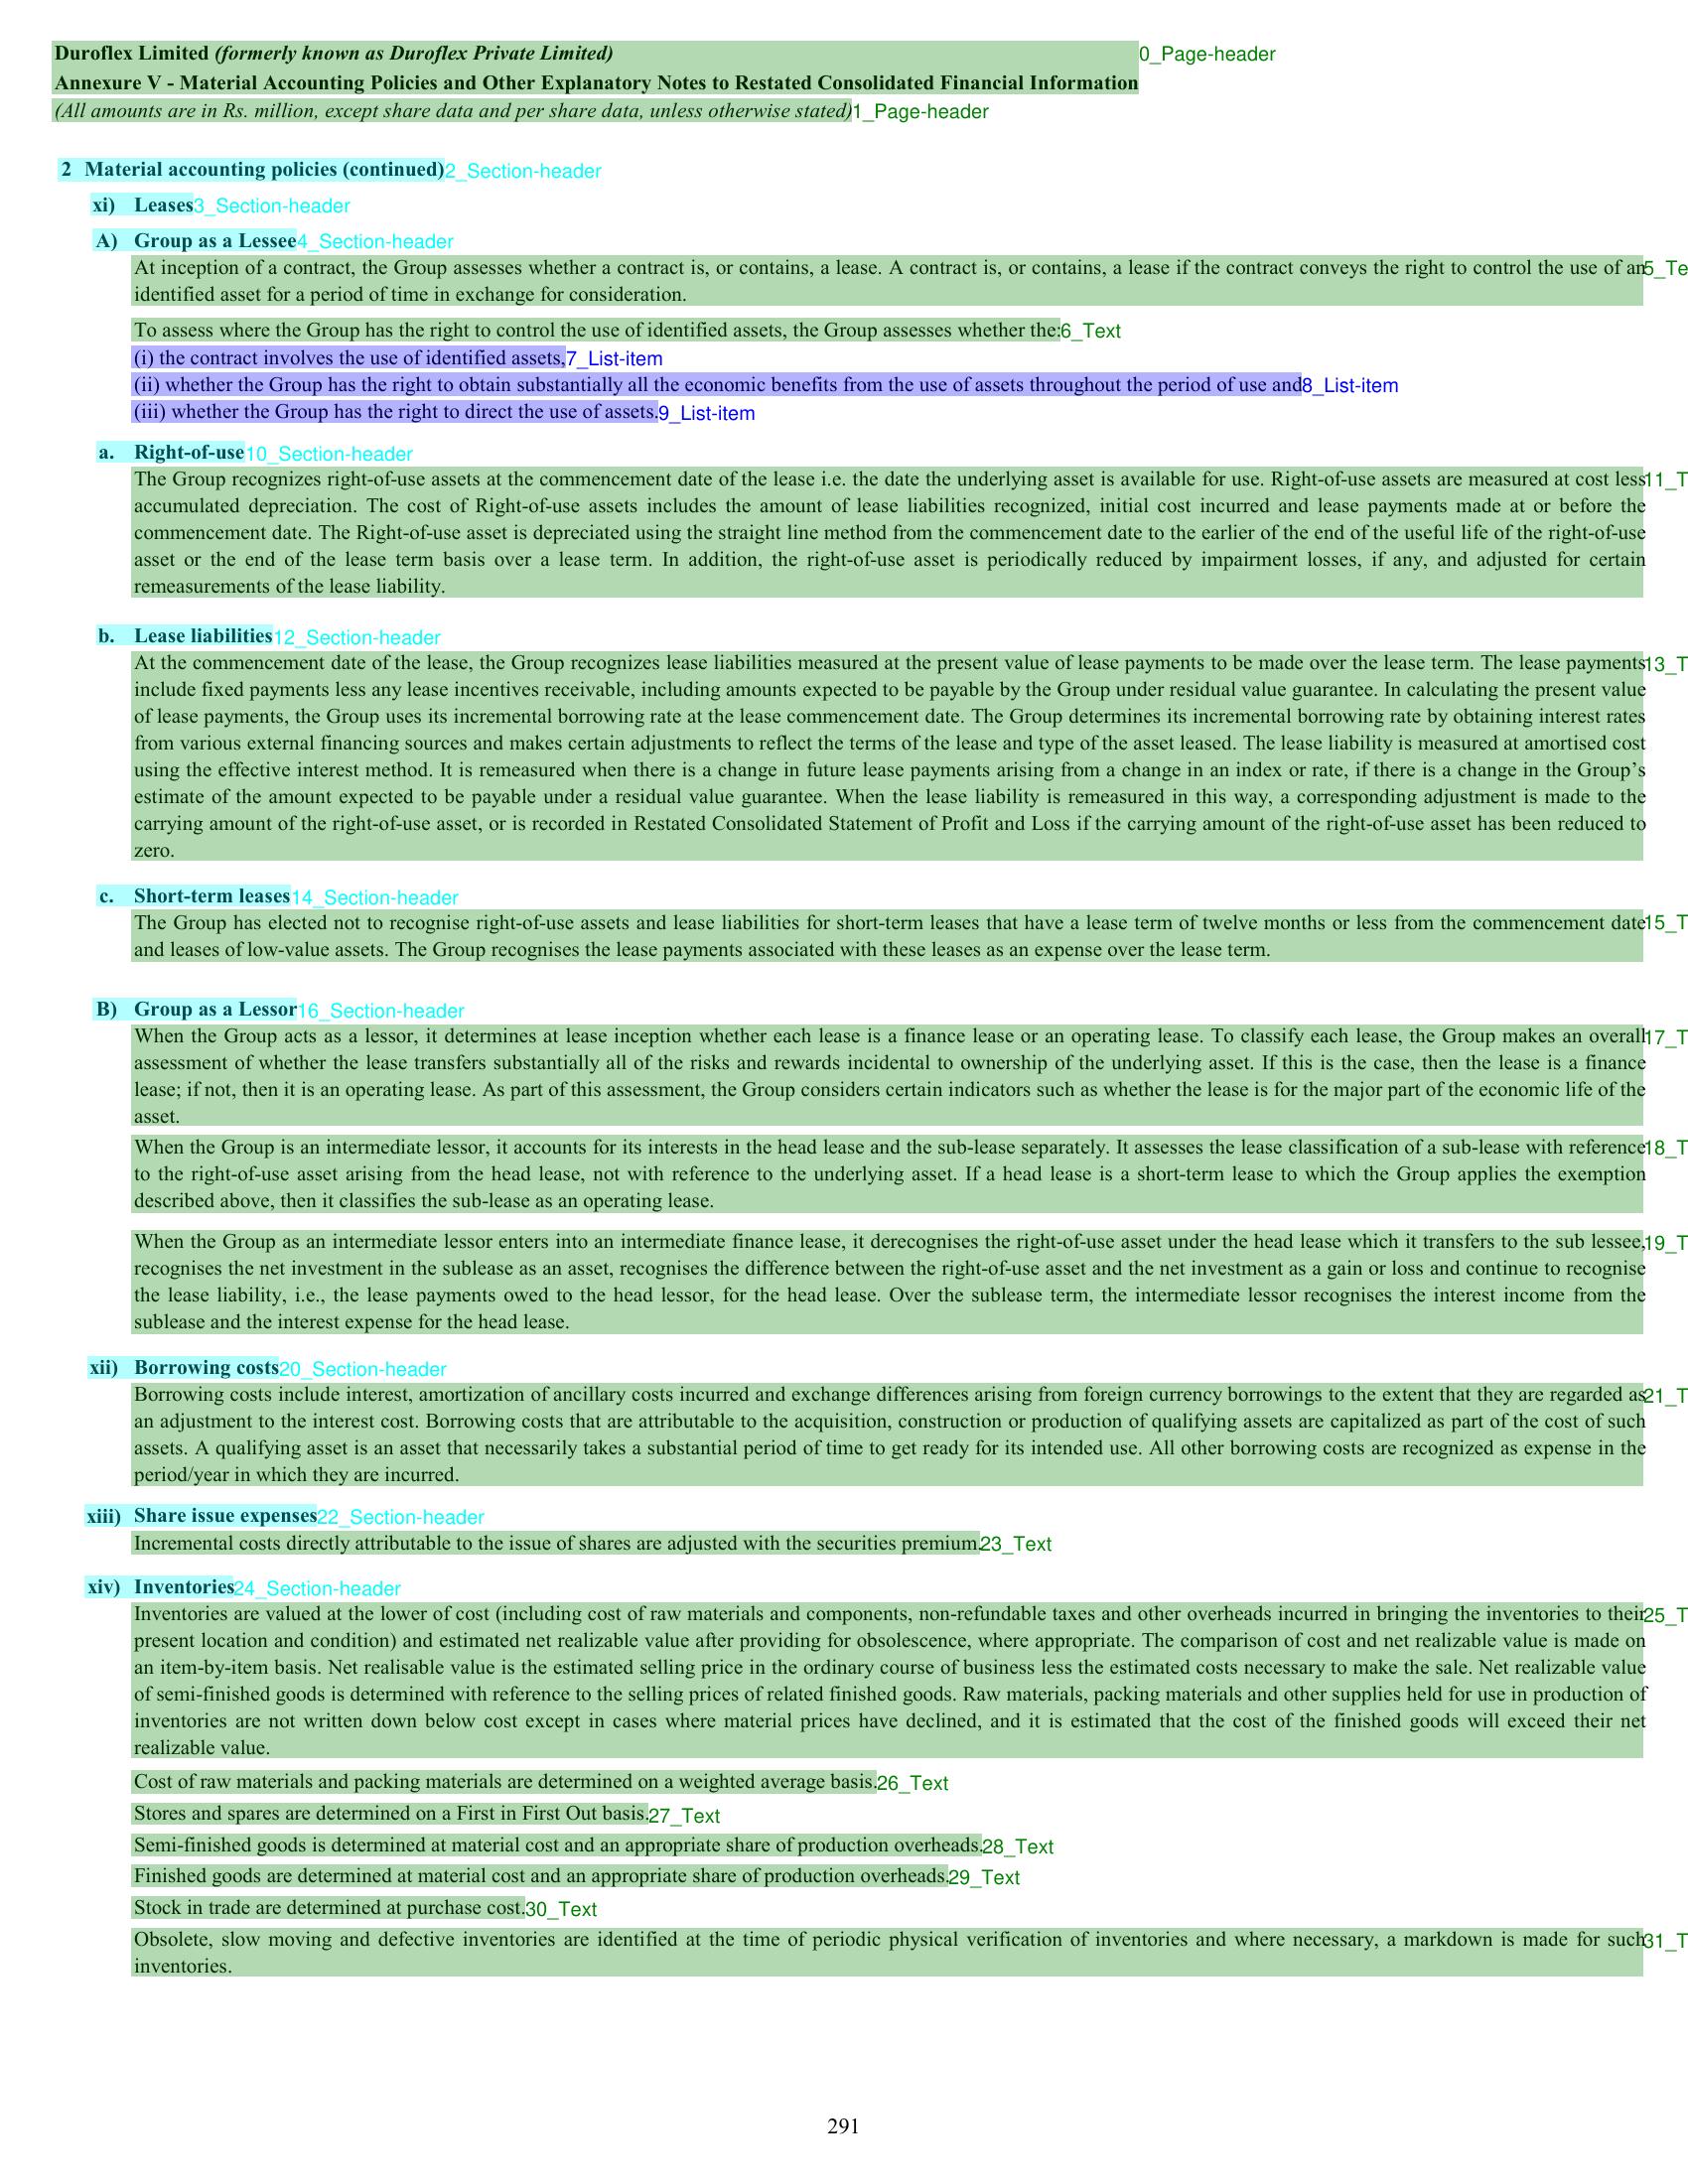 Duroflex Limited (formerly known as Duroflex Private Limited) 0_Page-header
Annexure V - Material Accounting Policies and Other Explanatory Notes to Restated Consolidated Financial Information
(All amounts are in Rs. million, except share data and per share data, unless otherwise stated) 1_Page-header
2 Material accounting policies (continued) 2_Section-header
xi) Leases 3_Section-header
A) Group as a Lessee 4_Section-header
At inception of a contract, the Group assesses whether a contract is, or contains, a lease. A contract is, or contains, a lease if the contract conveys the right to control the use of an 5_Te
identified asset for a period of time in exchange for consideration.
To assess where the Group has the right to control the use of identified assets, the Group assesses whether the: 6_Text
(i) the contract involves the use of identified assets, 7_List-item
(ii) whether the Group has the right to obtain substantially all the economic benefits from the use of assets throughout the period of use and 8_List-item
(iii) whether the Group has the right to direct the use of assets. 9_List-item
a. Right-of-use 10_Section-header
The Group recognizes right-of-use assets at the commencement date of the lease i.e. the date the underlying asset is available for use. Right-of-use assets are measured at cost less 11_T
accumulated depreciation. The cost of Right-of-use assets includes the amount of lease liabilities recognized, initial cost incurred and lease payments made at or before the
commencement date. The Right-of-use asset is depreciated using the straight line method from the commencement date to the earlier of the end of the useful life of the right-of-use
asset or the end of the lease term basis over a lease term. In addition, the right-of-use asset is periodically reduced by impairment losses, if any, and adjusted for certain
remeasurements of the lease liability.
b. Lease liabilities 12_Section-header
At the commencement date of the lease, the Group recognizes lease liabilities measured at the present value of lease payments to be made over the lease term. The lease payments 13_T
include fixed payments less any lease incentives receivable, including amounts expected to be payable by the Group under residual value guarantee. In calculating the present value
of lease payments, the Group uses its incremental borrowing rate at the lease commencement date. The Group determines its incremental borrowing rate by obtaining interest rates
from various external financing sources and makes certain adjustments to reflect the terms of the lease and type of the asset leased. The lease liability is measured at amortised cost
using the effective interest method. It is remeasured when there is a change in future lease payments arising from a change in an index or rate, if there is a change in the Group’s
estimate of the amount expected to be payable under a residual value guarantee. When the lease liability is remeasured in this way, a corresponding adjustment is made to the
carrying amount of the right-of-use asset, or is recorded in Restated Consolidated Statement of Profit and Loss if the carrying amount of the right-of-use asset has been reduced to
zero.
c. Short-term leases 14_Section-header
The Group has elected not to recognise right-of-use assets and lease liabilities for short-term leases that have a lease term of twelve months or less from the commencement date 15_T
and leases of low-value assets. The Group recognises the lease payments associated with these leases as an expense over the lease term.
B) Group as a Lessor 16_Section-header
When the Group acts as a lessor, it determines at lease inception whether each lease is a finance lease or an operating lease. To classify each lease, the Group makes an overall 17_T
assessment of whether the lease transfers substantially all of the risks and rewards incidental to ownership of the underlying asset. If this is the case, then the lease is a finance
lease; if not, then it is an operating lease. As part of this assessment, the Group considers certain indicators such as whether the lease is for the major part of the economic life of the
asset.
When the Group is an intermediate lessor, it accounts for its interests in the head lease and the sub-lease separately. It assesses the lease classification of a sub-lease with reference 18_T
to the right-of-use asset arising from the head lease, not with reference to the underlying asset. If a head lease is a short-term lease to which the Group applies the exemption
described above, then it classifies the sub-lease as an operating lease.
When the Group as an intermediate lessor enters into an intermediate finance lease, it derecognises the right-of-use asset under the head lease which it transfers to the sub lessee, 19_T
recognises the net investment in the sublease as an asset, recognises the difference between the right-of-use asset and the net investment as a gain or loss and continue to recognise
the lease liability, i.e., the lease payments owed to the head lessor, for the head lease. Over the sublease term, the intermediate lessor recognises the interest income from the
sublease and the interest expense for the head lease.
xii) Borrowing costs 20_Section-header
Borrowing costs include interest, amortization of ancillary costs incurred and exchange differences arising from foreign currency borrowings to the extent that they are regarded as 21_T
an adjustment to the interest cost. Borrowing costs that are attributable to the acquisition, construction or production of qualifying assets are capitalized as part of the cost of such
assets. A qualifying asset is an asset that necessarily takes a substantial period of time to get ready for its intended use. All other borrowing costs are recognized as expense in the
period/year in which they are incurred.
xiii) Share issue expenses 22_Section-header
Incremental costs directly attributable to the issue of shares are adjusted with the securities premium. 23_Text
xiv) Inventories 24_Section-header
Inventories are valued at the lower of cost (including cost of raw materials and components, non-refundable taxes and other overheads incurred in bringing the inventories to their 25_T
present location and condition) and estimated net realizable value after providing for obsolescence, where appropriate. The comparison of cost and net realizable value is made on
an item-by-item basis. Net realisable value is the estimated selling price in the ordinary course of business less the estimated costs necessary to make the sale. Net realizable value
of semi-finished goods is determined with reference to the selling prices of related finished goods. Raw materials, packing materials and other supplies held for use in production of
inventories are not written down below cost except in cases where material prices have declined, and it is estimated that the cost of the finished goods will exceed their net
realizable value.
Cost of raw materials and packing materials are determined on a weighted average basis. 26_Text
Stores and spares are determined on a First in First Out basis. 27_Text
Semi-finished goods is determined at material cost and an appropriate share of production overheads. 28_Text
Finished goods are determined at material cost and an appropriate share of production overheads. 29_Text
Stock in trade are determined at purchase cost. 30_Text
Obsolete, slow moving and defective inventories are identified at the time of periodic physical verification of inventories and where necessary, a markdown is made for such 31_T
inventories.
291